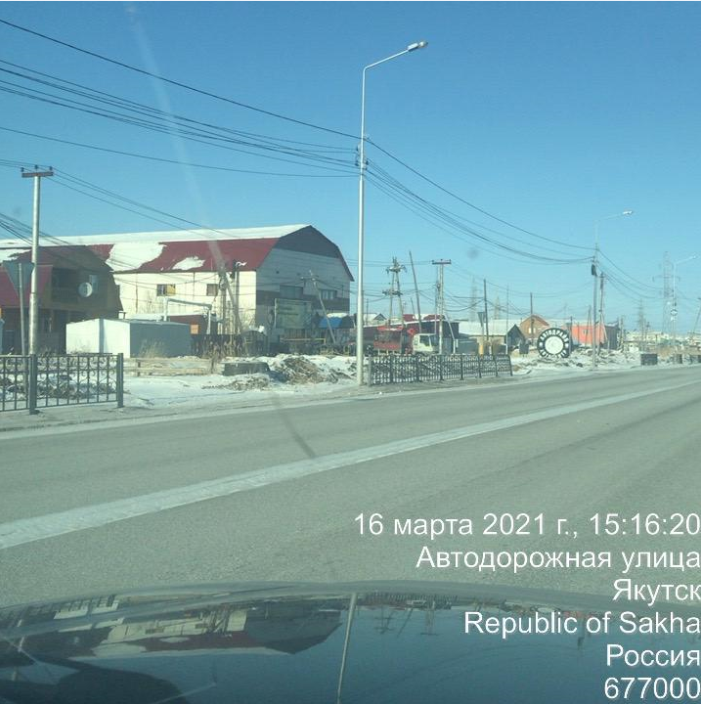 16 марта 2021 г., 15:16:20
Автодорожная улица
Якутск
Republic of Sakha
Россия
677000